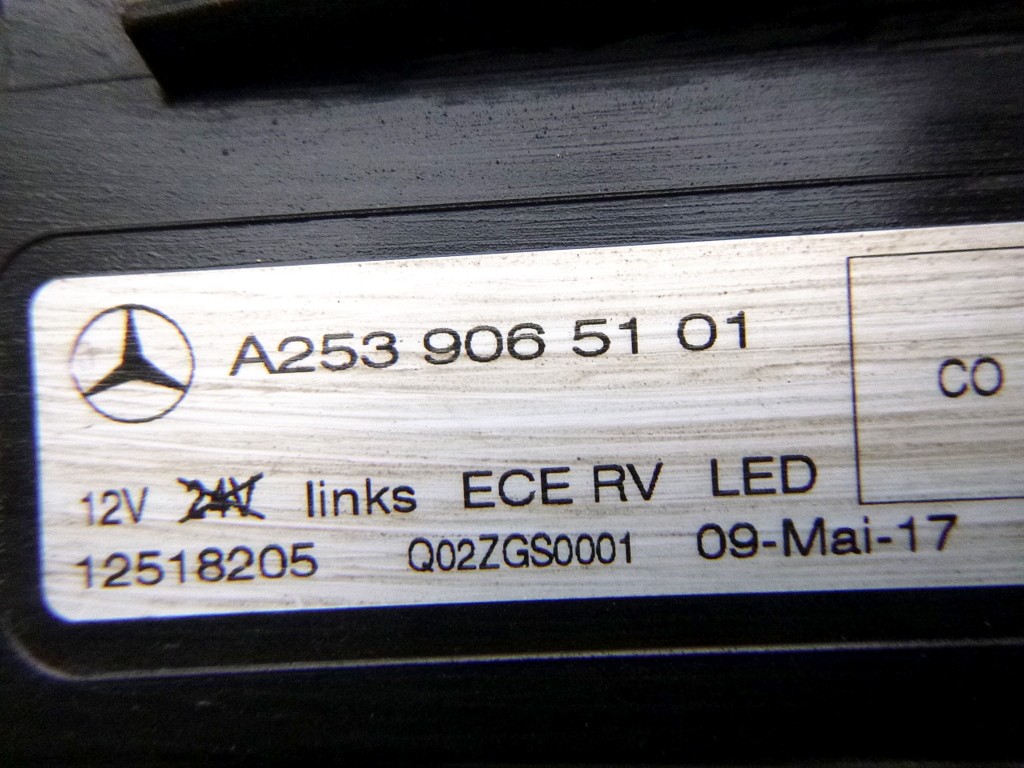 A253 906 51 01
CO
12V 24V links ECE RV LED
12518205 Q02ZGS0001 09-Mai-17